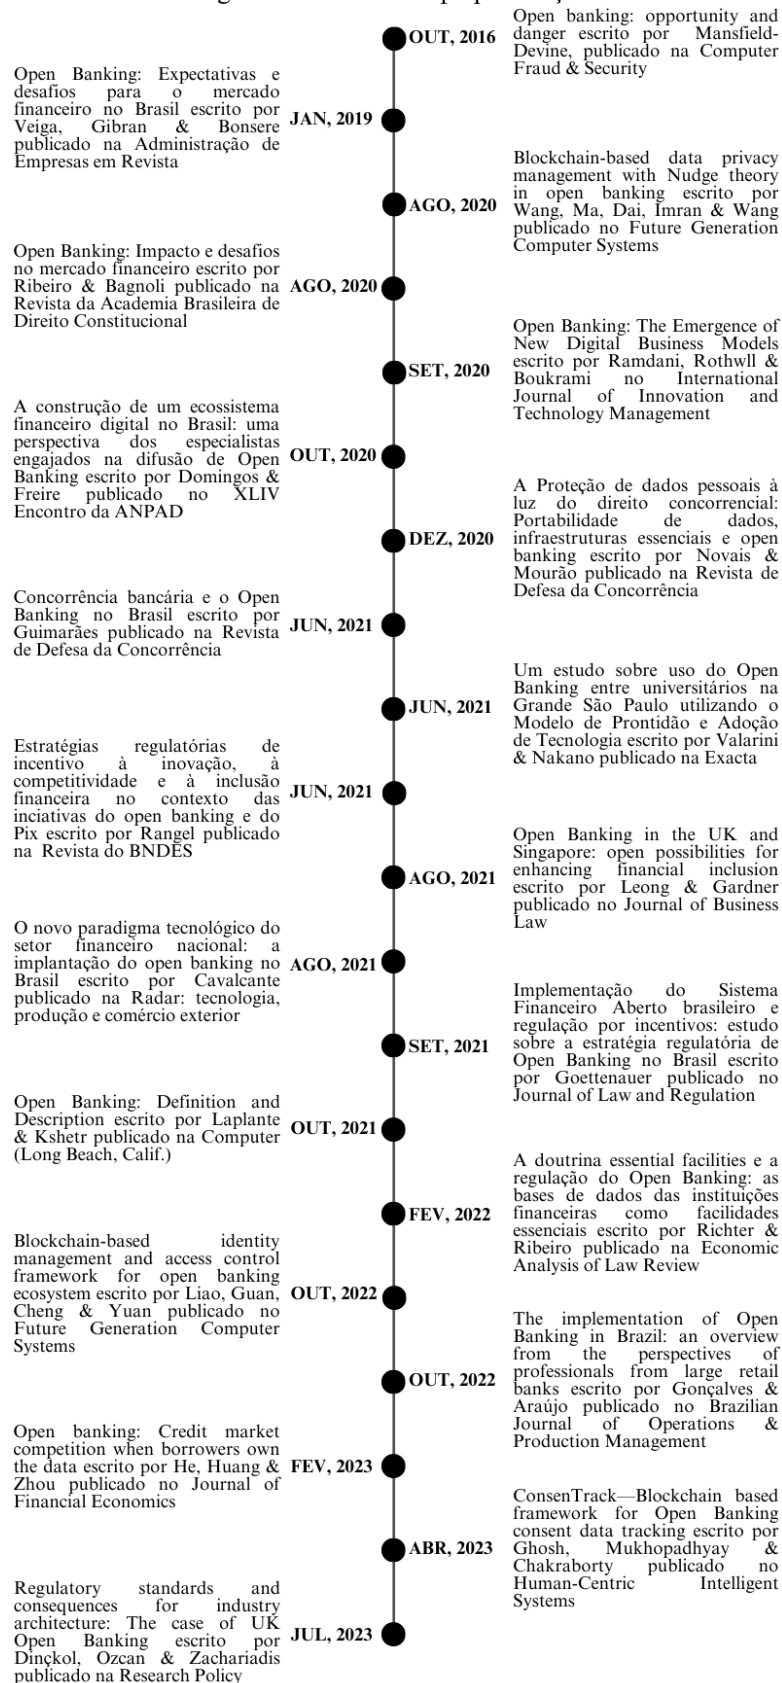 OUT, 2016
Open banking: opportunity and
danger escrito por Mansfield-
Devine, publicado na Computer
Fraud & Security
Open Banking: Expectativas e
desafios para o mercado
financeiro no Brasil escrito por
Veiga, Gibran & Bonsere
publicado na Administração de
Empresas em Revista
JAN, 2019
AGO, 2020
Blockchain-based data privacy
management with Nudge theory
in open banking escrito por
Wang, Ma, Dai, Imran & Wang
publicado no Future Generation
Computer Systems
Open Banking: Impacto e desafios
no mercado financeiro escrito por
Ribeiro & Bagnoli publicado na
Revista da Academia Brasileira de
Direito Constitucional
AGO, 2020
SET, 2020
Open Banking: The Emergence of
New Digital Business Models
escrito por Ramdani, Rothwll &
Boukrami no International
Journal of Innovation and
Technology Management
A construção de um ecossistema
financeiro digital no Brasil: uma
perspectiva dos especialistas
engajados na difusão de Open
Banking escrito por Domingos &
Freire publicado no XLIV
Encontro da ANPAD
OUT, 2020
DEZ, 2020
A Proteção de dados pessoais à
luz do direito concorrencial:
Portabilidade de dados,
infraestruturas essenciais e open
banking escrito por Novais &
Mourão publicado na Revista de
Defesa da Concorrência
Concorrência bancária e o Open
Banking no Brasil escrito por
Guimarães publicado na Revista
de Defesa da Concorrência
JUN, 2021
JUN, 2021
Um estudo sobre uso do Open
Banking entre universitários na
Grande São Paulo utilizando o
Modelo de Prontidão e Adoção
de Tecnologia escrito por Valarini
& Nakano publicado na Exacta
Estratégias regulatórias de
incentivo à inovação, à
competitividade e à inclusão
financeira no contexto das
inciativas do open banking e do
Pix escrito por Rangel publicado
na Revista do BNDES
JUN, 2021
AGO, 2021
Open Banking in the UK and
Singapore: open possibilities for
enhancing financial inclusion
escrito por Leong & Gardner
publicado no Journal of Business
Law
O novo paradigma tecnológico do
setor financeiro nacional: a
implantação do open banking no
Brasil escrito por Cavalcante
publicado na Radar: tecnologia,
produção e comércio exterior
AGO, 2021
SET, 2021
Implementação do Sistema
Financeiro Aberto brasileiro e
regulação por incentivos: estudo
sobre a estratégia regulatória de
Open Banking no Brasil escrito
por Goettenauer publicado no
Journal of Law and Regulation
Open Banking: Definition and
Description escrito por Laplante
& Kshetr publicado na Computer
(Long Beach, Calif.)
OUT, 2021
FEV, 2022
A doutrina essential facilities e a
regulação do Open Banking: as
bases de dados das instituições
financeiras como facilidades
essenciais escrito por Richter &
Ribeiro publicado na Economic
Analysis of Law Review
Blockchain-based identity
management and access control
framework for open banking
ecosystem escrito por Liao, Guan,
Cheng & Yuan publicado no
Future Generation Computer
Systems
OUT, 2022
OUT, 2022
The implementation of Open
Banking in Brazil: an overview
from the perspectives of
professionals from large retail
banks escrito por Gonçalves &
Araújo publicado no Brazilian
Journal of Operations &
Production Management
Open banking: Credit market
competition when borrowers own
the data escrito por He, Huang &
Zhou publicado no Journal of
Financial Economics
FEV, 2023
ABR, 2023
ConsenTrack—Blockchain based
framework for Open Banking
consent data tracking escrito por
Ghosh, Mukhopadhyay &
Chakraborty publicado no
Human-Centric Intelligent
Systems
Regulatory standards and
consequences for industry
architecture: The case of UK
Open Banking escrito por
Dinçkol, Ozcan & Zachariadis
publicado na Research Policy
JUL, 2023